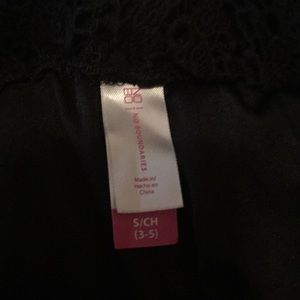 NO BOUNDARIES
Made in/
Hecho en
China
S/CH
(3-5)